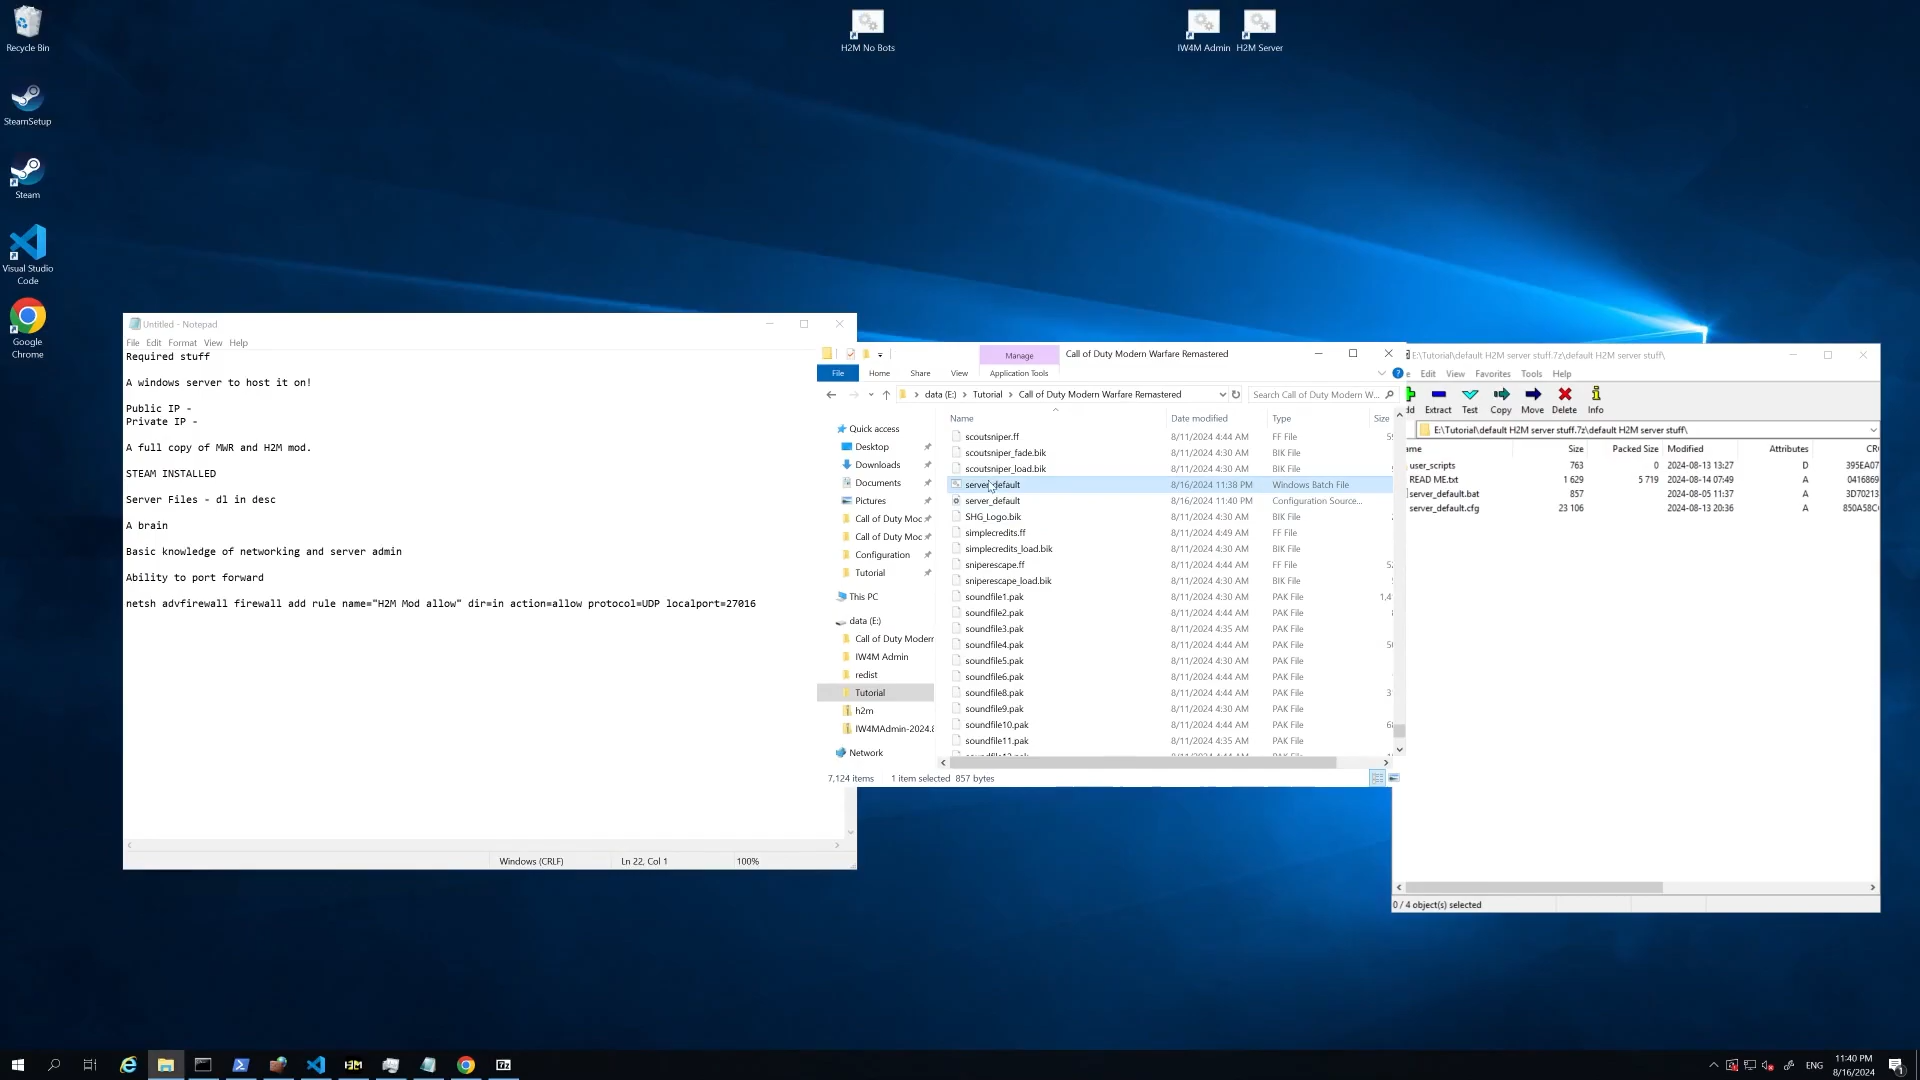 Recycle Bin
SteamSetup
Steam
Visual Studio
Code
Google
Chrome
H2M No Bots
IW4M Admin
H2M Server
Untitled - Notepad
File Edit Format View Help
Required stuff
A windows server to host it on!
Public IP -
Private IP -
A full copy of MWR and H2M mod.
STEAM INSTALLED
Server Files - dl in desc
A brain
Basic knowledge of networking and server admin
Ability to port forward
netsh advfirewall firewall add rule name="H2M Mod allow" dir=in action=allow protocol=UDP localport=27016
Windows (CRLF) Ln 22, Col 1 100%
Manage Call of Duty Modern Warfare Remastered
File Home Share View Application Tools
data (E:) Tutorial Call of Duty Modern Warfare Remastered Search Call of Duty Modern W...
Quick access
Desktop
Downloads
Documents
Pictures
Call of Duty Moc
Call of Duty Moc
Configuration
Tutorial
This PC
data (E:)
Call of Duty Modern
IW4M Admin
redist
Tutorial
h2m
IW4MAdmin-2024.8
Network
Name Date modified Type Size
scoutsniper.ff 8/11/2024 4:44 AM FF File
scoutsniper_fade.bik 8/11/2024 4:30 AM BIK File
scoutsniper_load.bik 8/11/2024 4:30 AM BIK File
server_default 8/16/2024 11:38 PM Windows Batch File
server_default 8/16/2024 11:40 PM Configuration Source...
SHG_Logo.bik 8/11/2024 4:30 AM BIK File
simplecredits.ff 8/11/2024 4:49 AM FF File
simplecredits_load.bik 8/11/2024 4:30 AM BIK File
sniperescape.ff 8/11/2024 4:44 AM FF File
sniperescape_load.bik 8/11/2024 4:30 AM BIK File
soundfile1.pak 8/11/2024 4:30 AM PAK File
soundfile2.pak 8/11/2024 4:44 AM PAK File
soundfile3.pak 8/11/2024 4:35 AM PAK File
soundfile4.pak 8/11/2024 4:44 AM PAK File
soundfile5.pak 8/11/2024 4:30 AM PAK File
soundfile6.pak 8/11/2024 4:44 AM PAK File
soundfile8.pak 8/11/2024 4:44 AM PAK File
soundfile9.pak 8/11/2024 4:30 AM PAK File
soundfile10.pak 8/11/2024 4:44 AM PAK File
soundfile11.pak 8/11/2024 4:35 AM PAK File
7,124 items 1 item selected 857 bytes
E:\Tutorial\default H2M server stuff.7z\default H2M server stuff\
Edit View Favorites Tools Help
Extract Test Copy Move Delete Info
E:\Tutorial\default H2M server stuff.7z\default H2M server stuff\
Size Packed Size Modified Attributes
user_scripts 763 0 2024-08-13 13:27 D 395EA07
READ ME.txt 1 629 5 719 2024-08-14 07:49 A 0416869
server_default.bat 857 2024-08-05 11:37 A 3D70213
server_default.cfg 23 106 2024-08-13 20:36 A 850A58C
0 / 4 object(s) selected
ENG
11:40 PM
8/16/2024